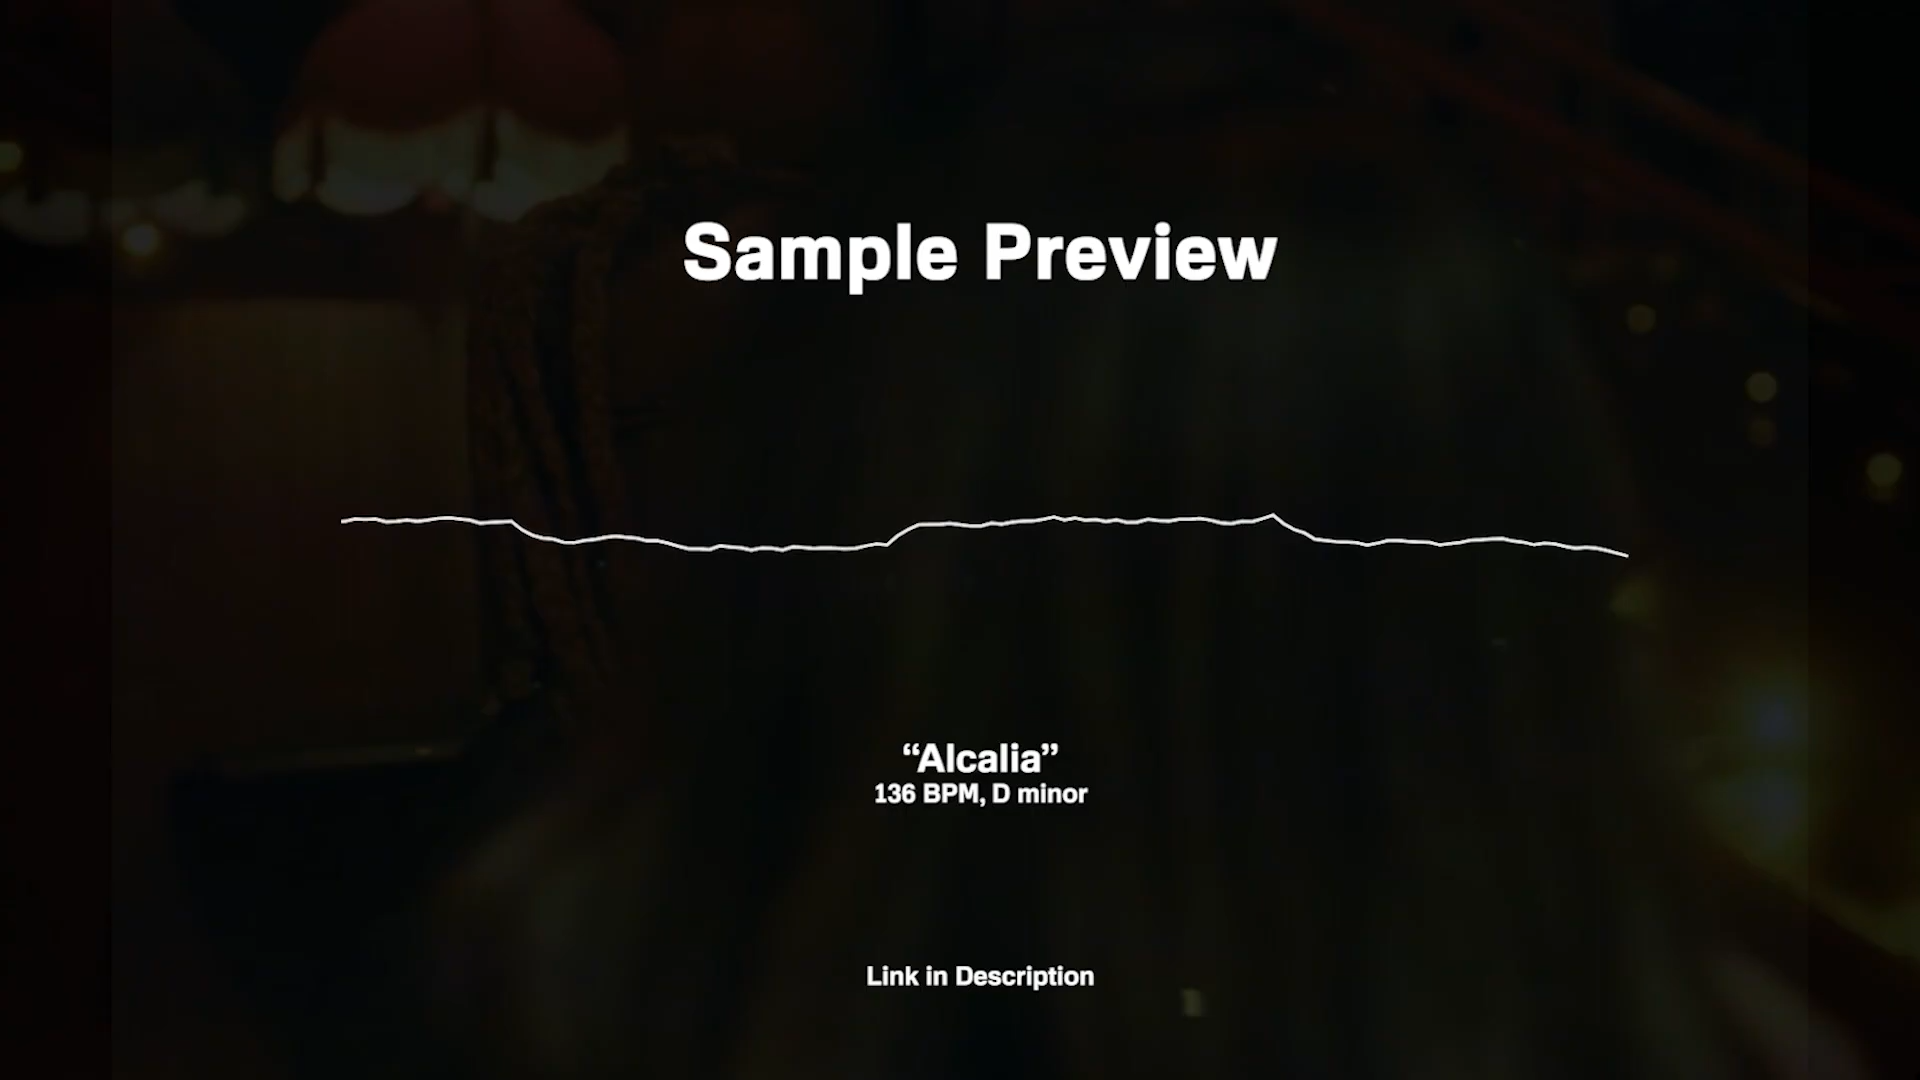 Sample Preview
“Alcalia”
136 BPM, D minor
Link in Description